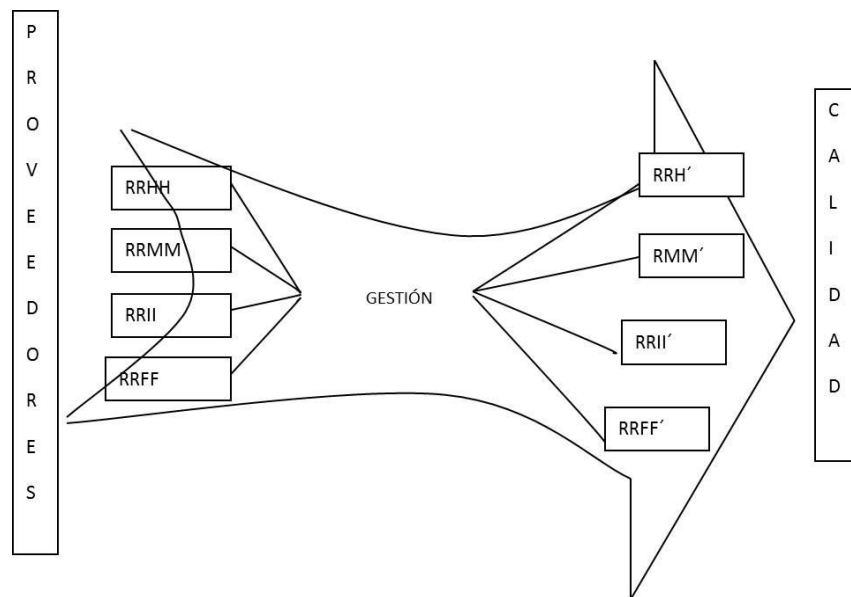 PROVEEDORES
RRHH
RRMM
RRII
RRFF
GESTIÓN
RRH´
RMM´
RRII´
RRFF´
CALIDAD